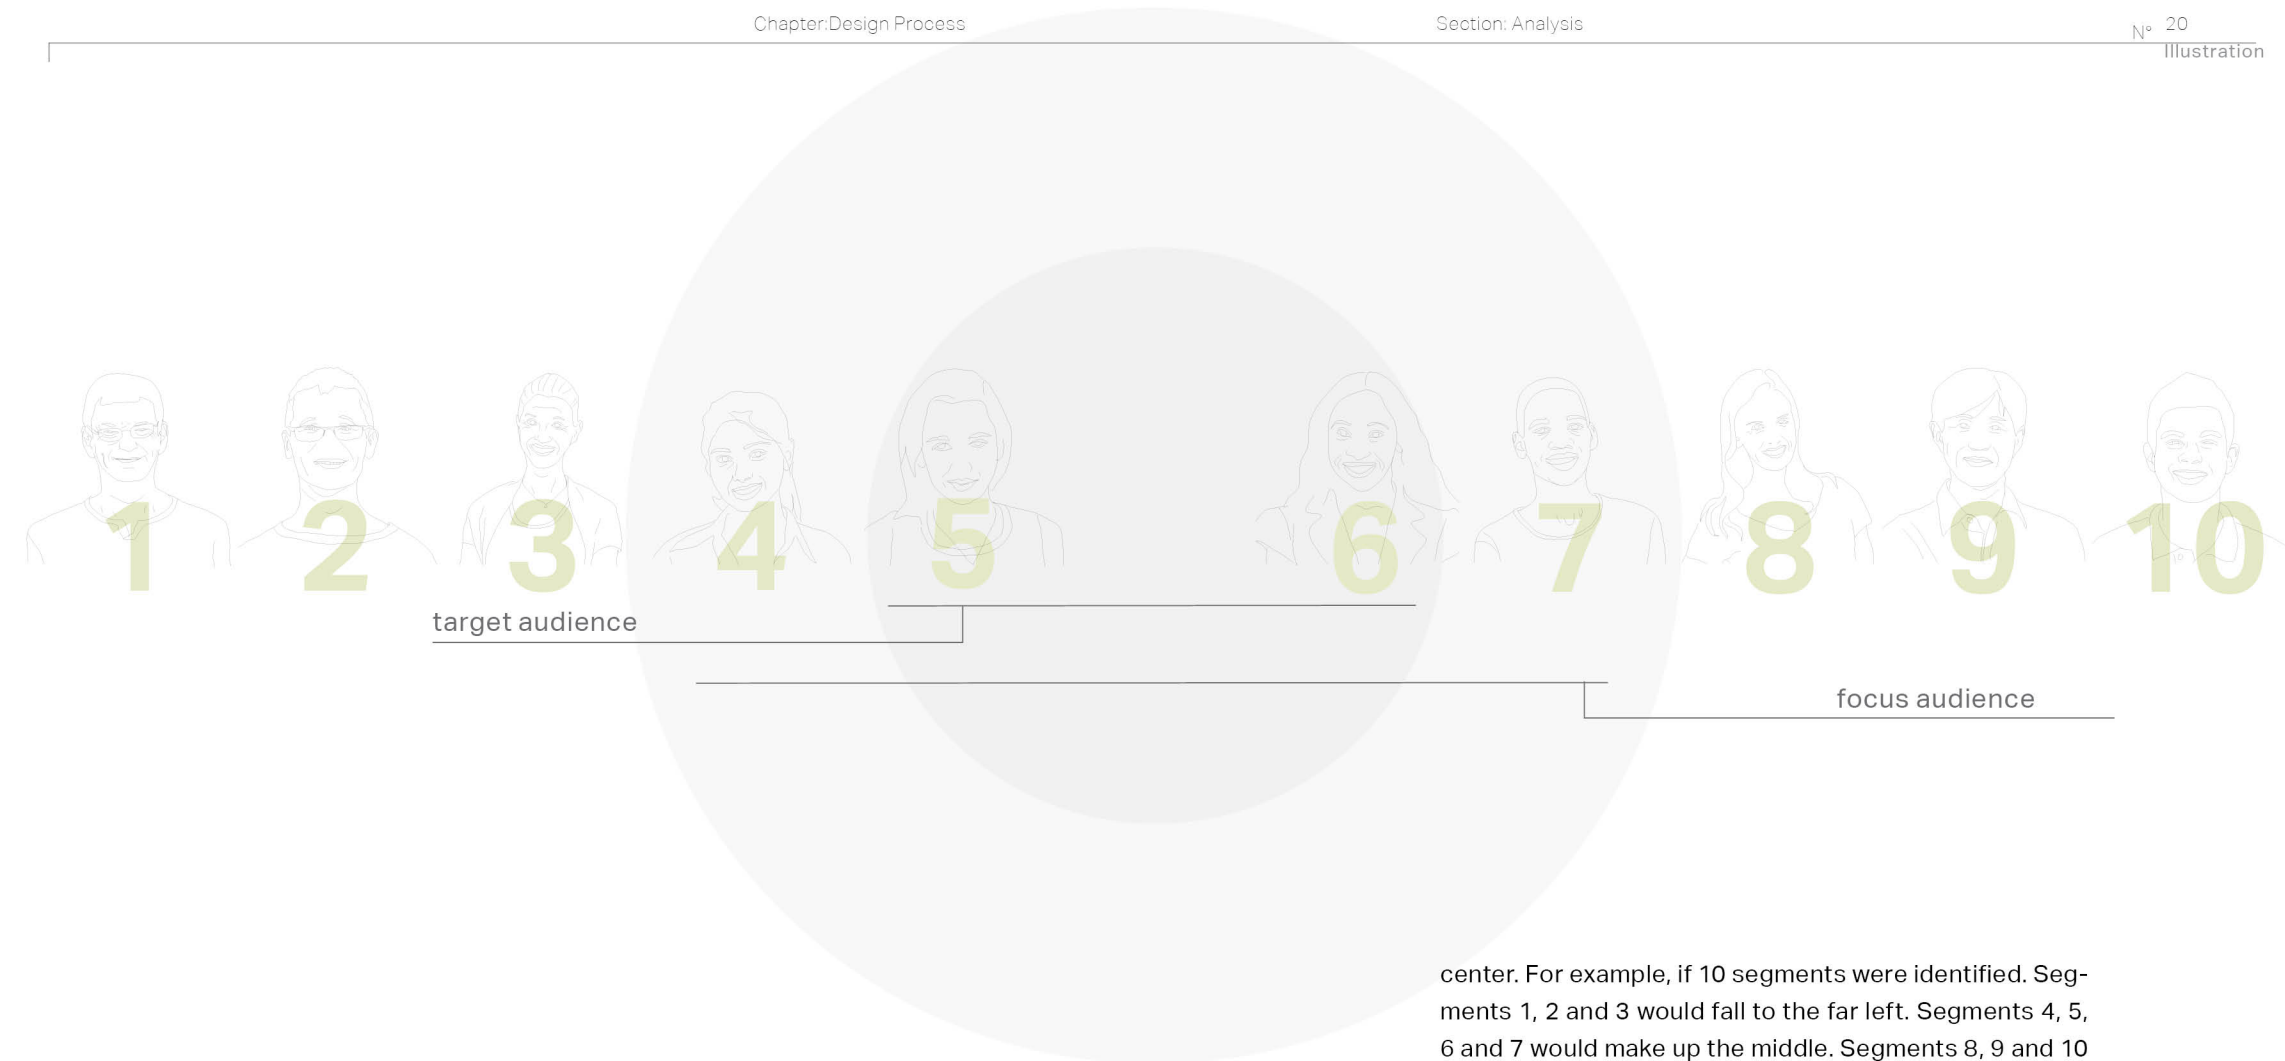 Chapter:Design Process
Section: Analysis
N° 20
Illustration
1 2 3 4 5 6 7 8 9 10
target audience
focus audience
center. For example, if 10 segments were identified. Seg-
ments 1, 2 and 3 would fall to the far left. Segments 4, 5,
6 and 7 would make up the middle. Segments 8, 9 and 10